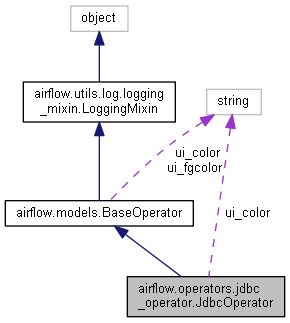 object
airflow.utils.log.logging
_mixin.LoggingMixin
string
ui_color
ui_fgcolor
airflow.models.BaseOperator
ui_color
airflow.operators.jdbc
_operator.JdbcOperator